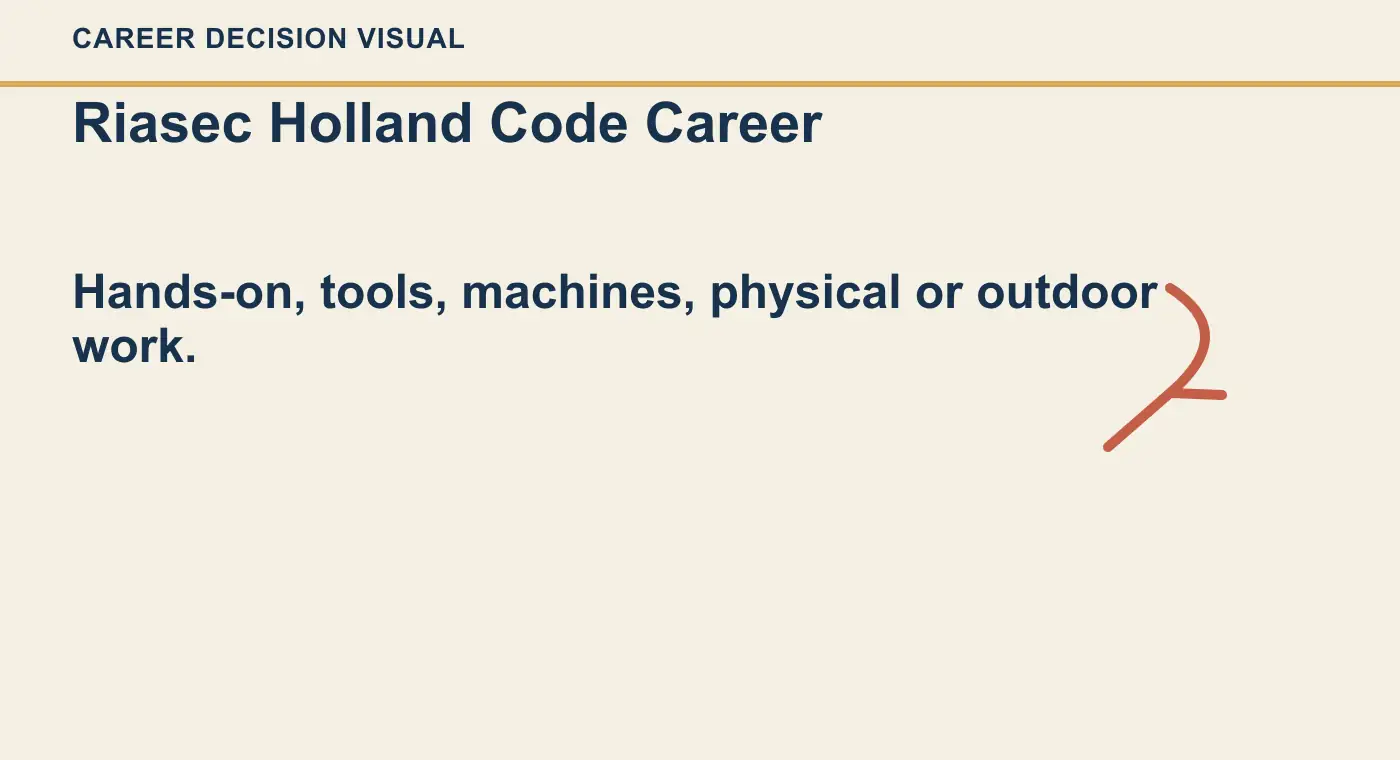 CAREER DECISION VISUAL
Riasec Holland Code Career
Hands-on, tools, machines, physical or outdoor
work.